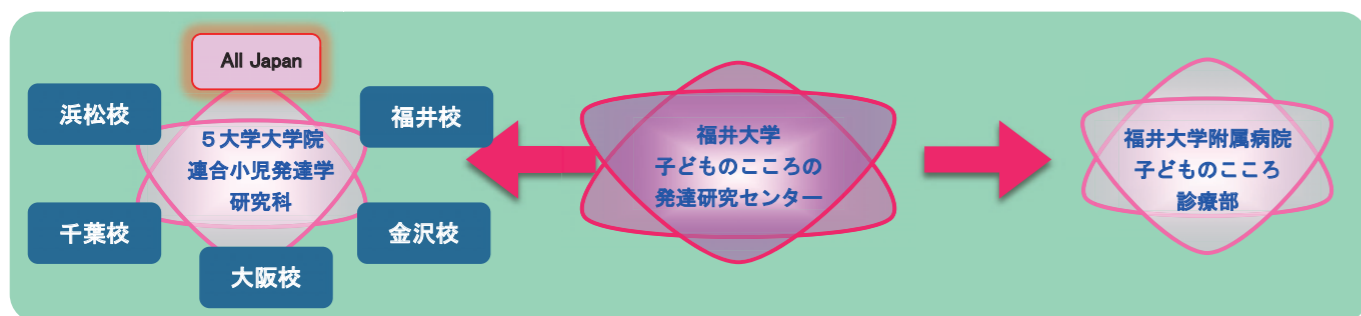 All Japan
浜松校
福井校
５大学大学院
連合小児発達学
研究科
千葉校
金沢校
大阪校
福井大学
子どものこころの
発達研究センター
福井大学附属病院
子どものこころ
診療部